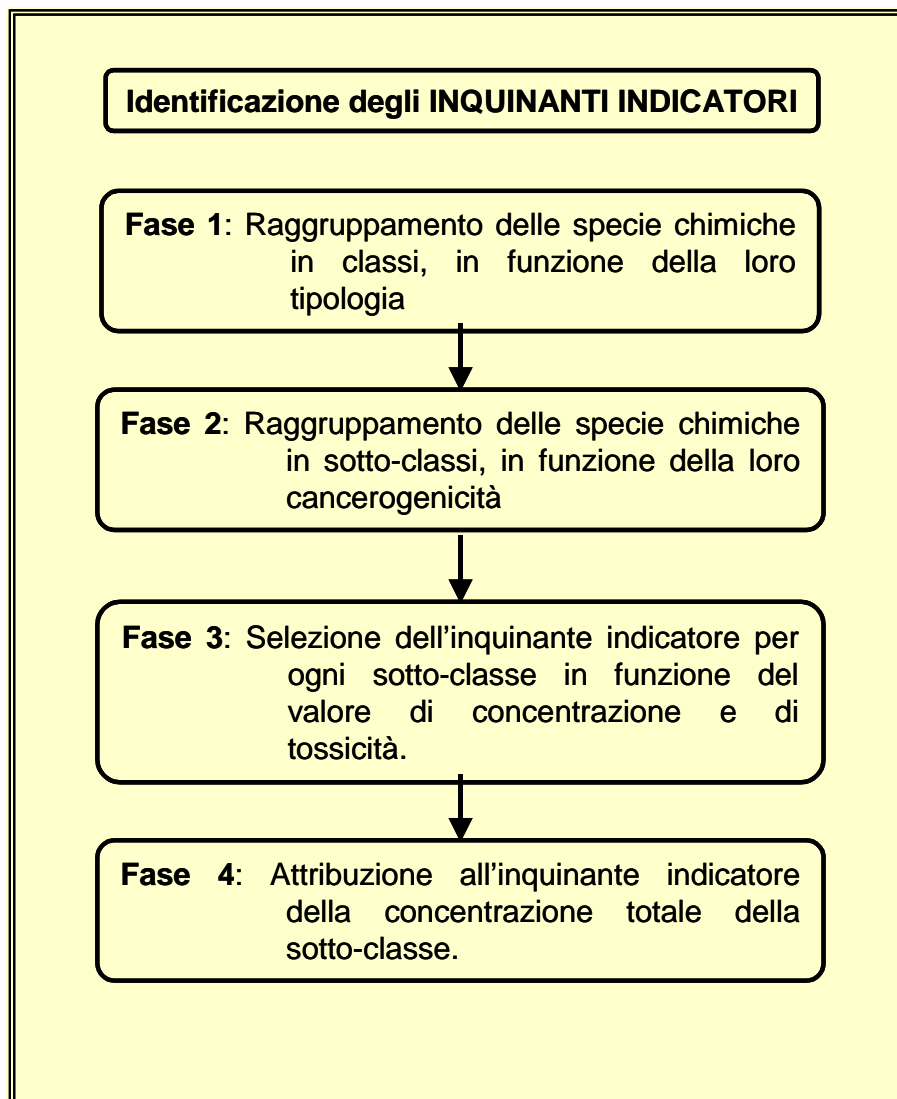 Identificazione degli INQUINANTI INDICATORI
Fase 1: Raggruppamento delle specie chimiche
in classi, in funzione della loro
tipologia
Fase 2: Raggruppamento delle specie chimiche
in sotto-classi, in funzione della loro
cancerogenicità
Fase 3: Selezione dell’inquinante indicatore per
ogni sotto-classe in funzione del
valore di concentrazione e di
tossicità.
Fase 4: Attribuzione all’inquinante indicatore
della concentrazione totale della
sotto-classe.